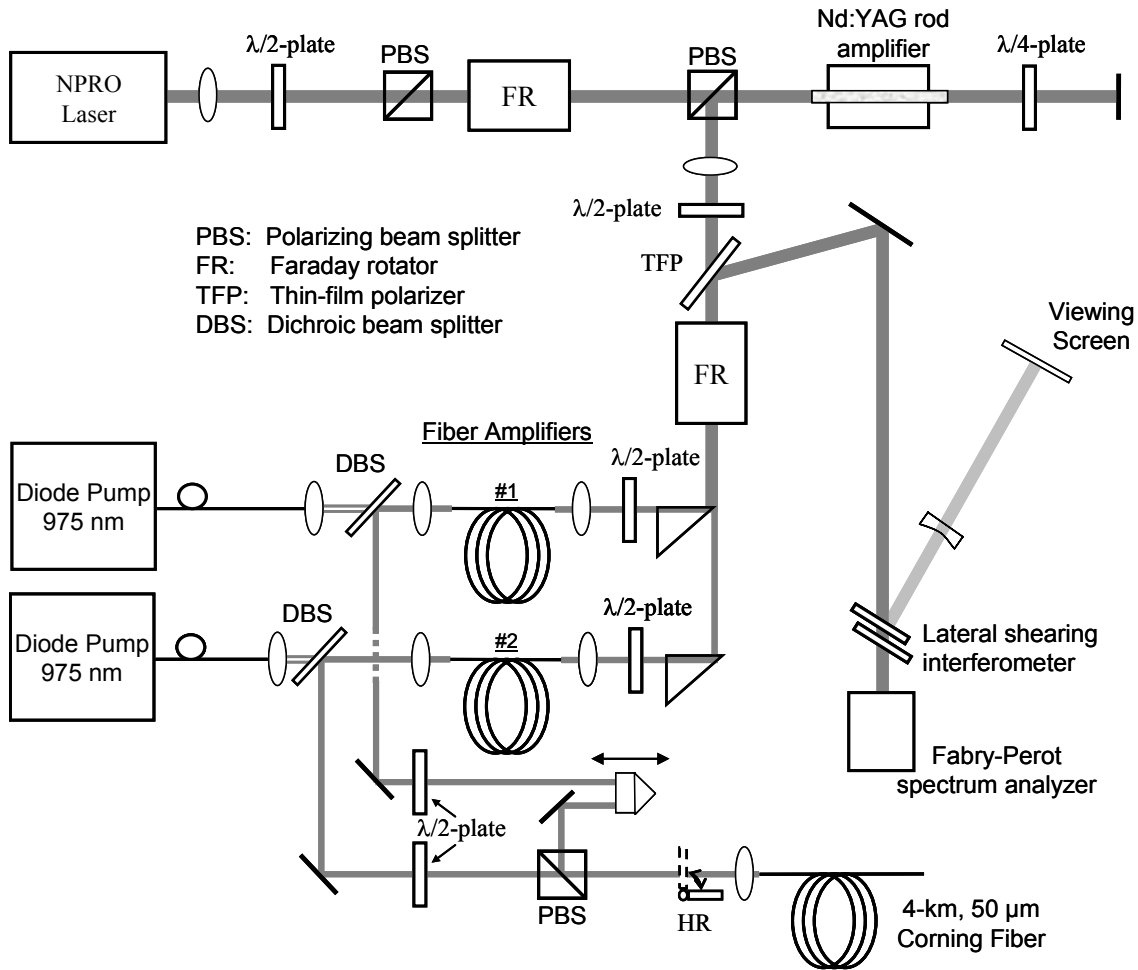 Nd:YAG rod
amplifier
λ/2-plate
PBS
PBS
λ/4-plate
NPRO
Laser
FR
λ/2-plate
PBS: Polarizing beam splitter
FR: Faraday rotator
TFP: Thin-film polarizer
DBS: Dichroic beam splitter
TFP
Viewing
Screen
FR
Fiber Amplifiers
DBS
λ/2-plate
Diode Pump
975 nm
#1
DBS
λ/2-plate
Diode Pump
975 nm
#2
Lateral shearing
interferometer
Fabry-Perot
spectrum analyzer
λ/2-plate
PBS
HR
4-km, 50 μm
Corning Fiber